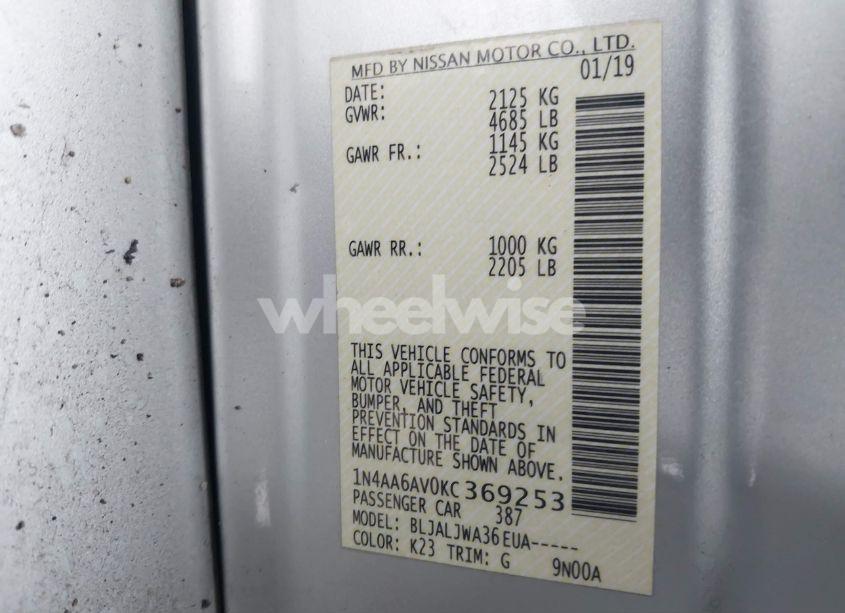 MFD BY NISSAN MOTOR CO., LTD.
DATE: 01/19
GVWR: 2125 KG
4685 LB
GAWR FR.: 1145 KG
2524 LB
GAWR RR.: 1000 KG
2205 LB
wheelwise
THIS VEHICLE CONFORMS TO
ALL APPLICABLE FEDERAL
MOTOR VEHICLE SAFETY,
BUMPER, AND THEFT
PREVENTION STANDARDS IN
EFFECT ON THE DATE OF
MANUFACTURE SHOWN ABOVE.
1N4AA6AV0KC369253
PASSENGER CAR 387
MODEL: BLJALJWA36EUA-----
COLOR: K23 TRIM: G 9N00A